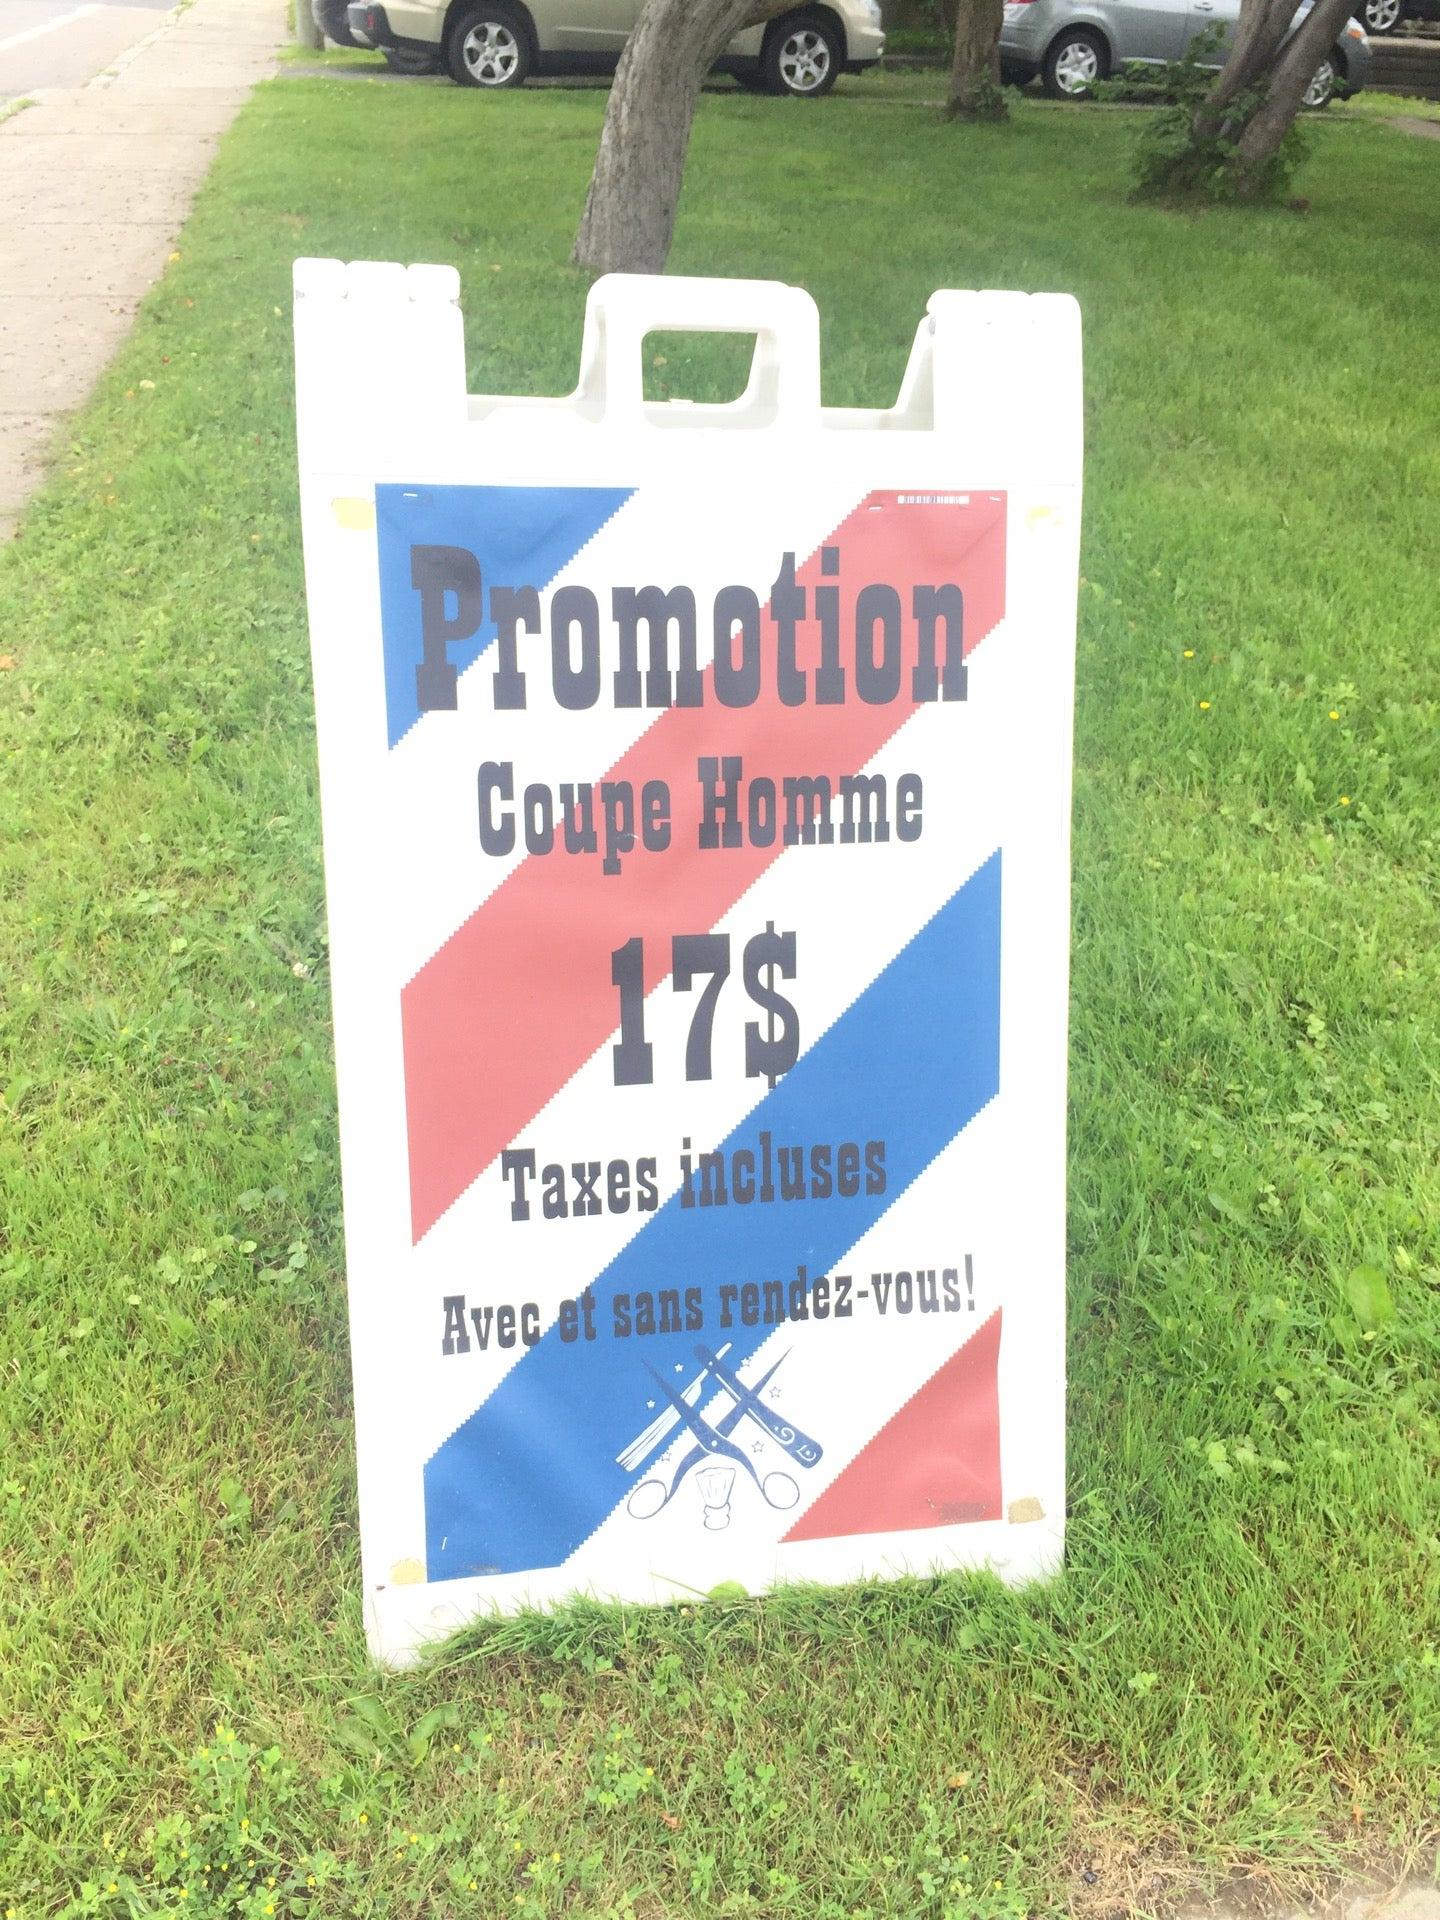 Promotion
Coupe Homme
17$
Taxes incluses
Avec et sans rendez-vous!